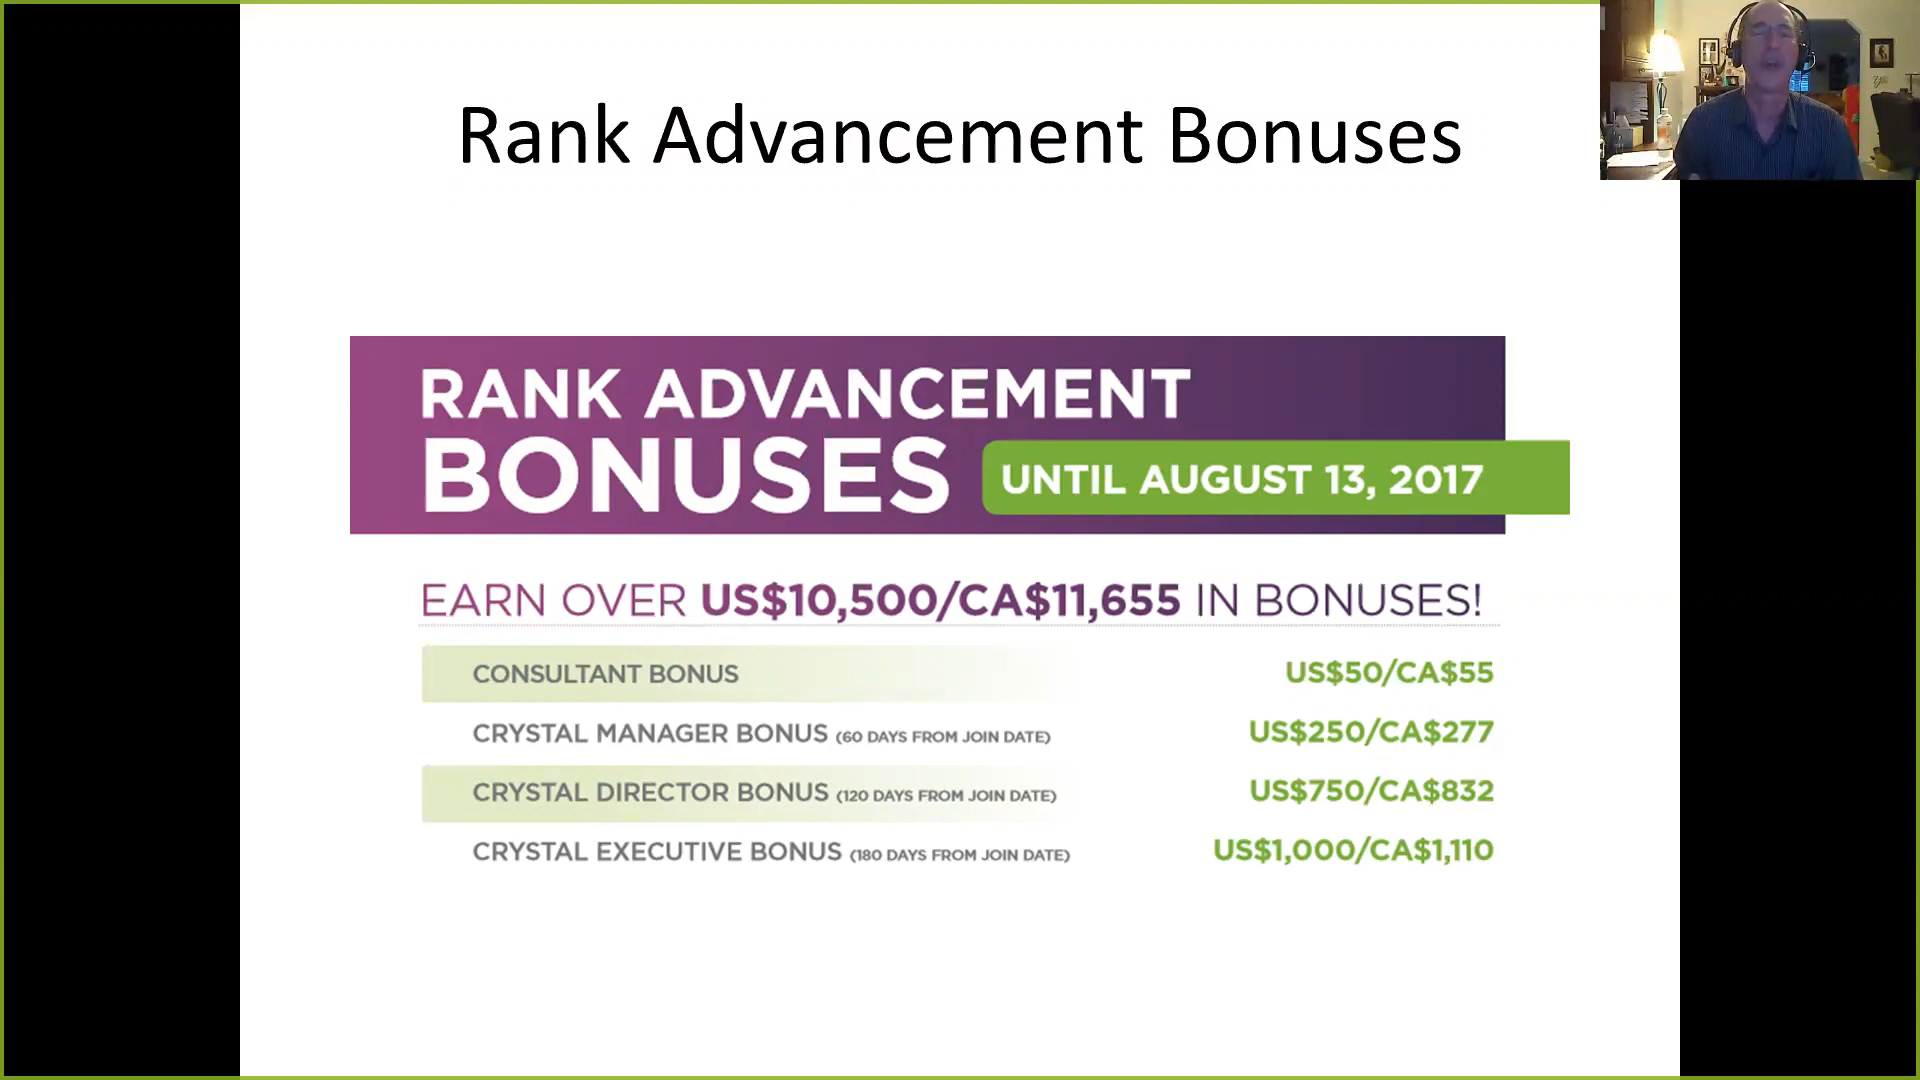 Rank Advancement Bonuses
RANK ADVANCEMENT
BONUSES UNTIL AUGUST 13, 2017
EARN OVER US$10,500/CA$11,655 IN BONUSES!
CONSULTANT BONUS US$50/CA$55
CRYSTAL MANAGER BONUS (60 DAYS FROM JOIN DATE) US$250/CA$277
CRYSTAL DIRECTOR BONUS (120 DAYS FROM JOIN DATE) US$750/CA$832
CRYSTAL EXECUTIVE BONUS (180 DAYS FROM JOIN DATE) US$1,000/CA$1,110